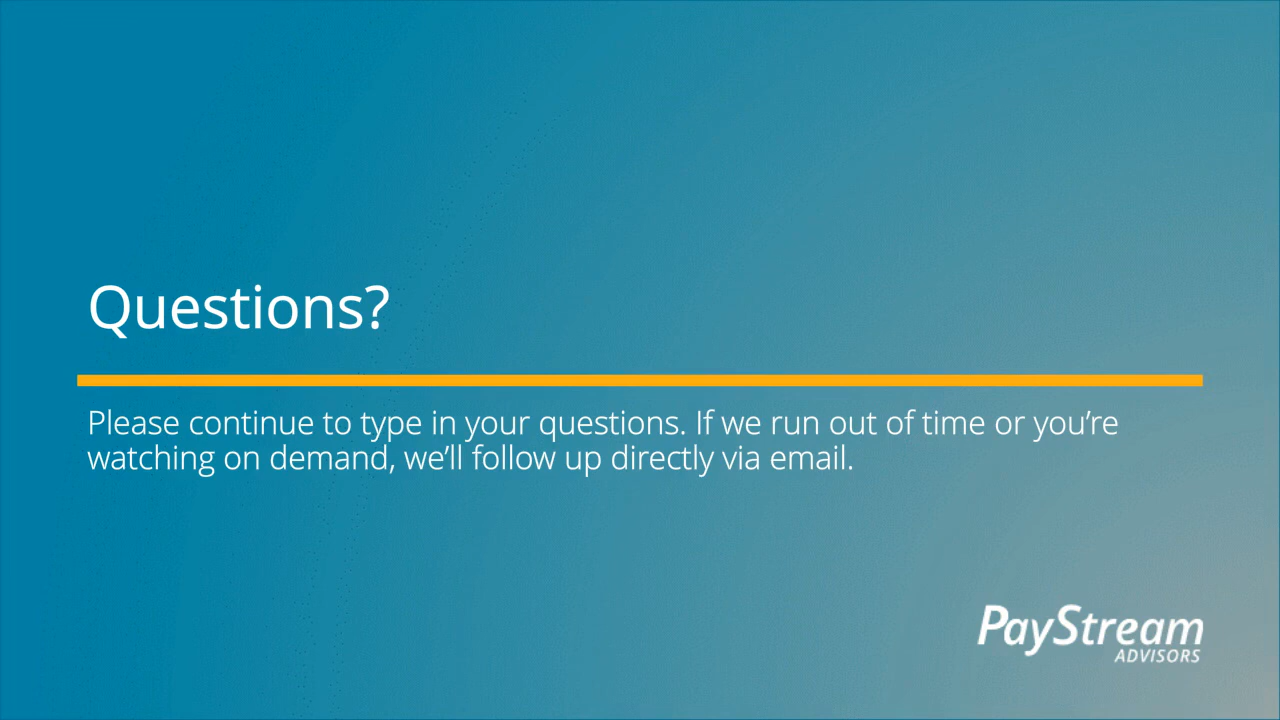 Questions?
Please continue to type in your questions. If we run out of time or you’re
watching on demand, we’ll follow up directly via email.
PayStream
ADVISORS